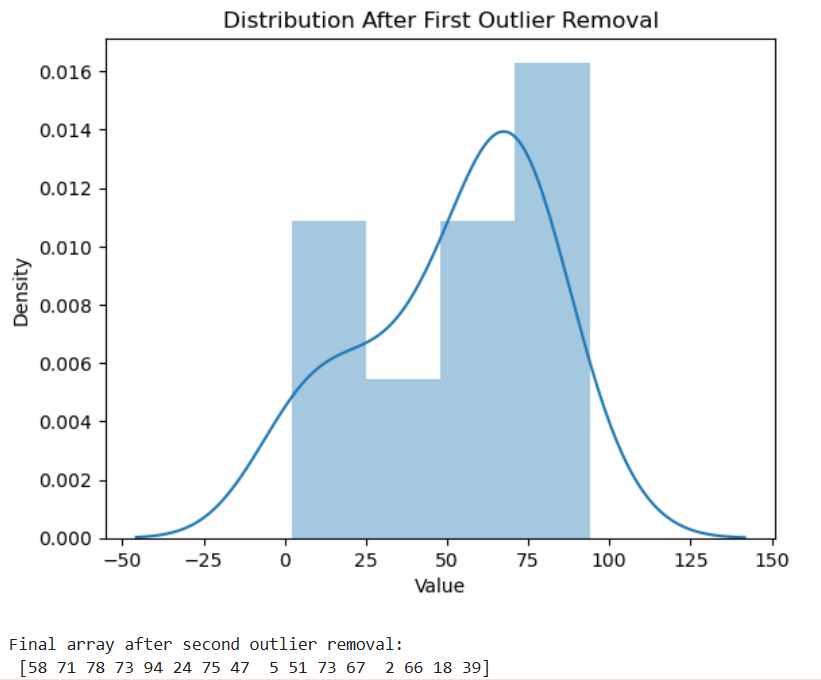 Distribution After First Outlier Removal
0.016
0.014
0.012
0.010
0.008
0.006
0.004
0.002
0.000
Density
−50 −25 0 25 50 75 100 125 150
Value
Final array after second outlier removal:
[58 71 78 73 94 24 75 47  5 51 73 67  2 66 18 39]